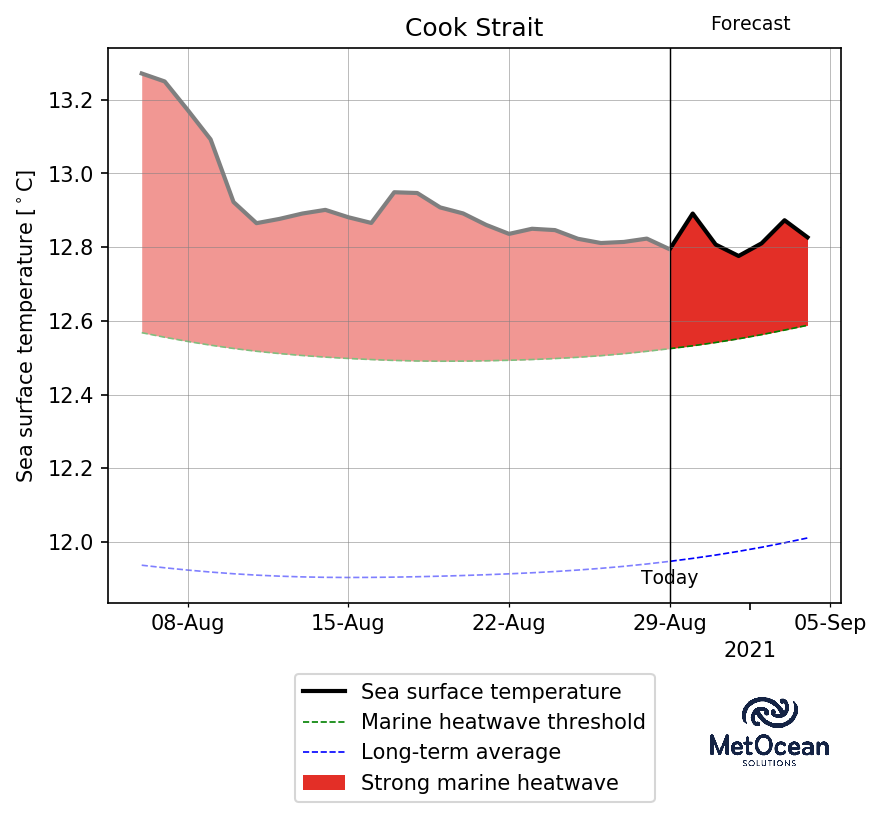 Cook Strait
Forecast
Sea surface temperature [°C]
13.2
13.0
12.8
12.6
12.4
12.2
12.0
Today
08-Aug 15-Aug 22-Aug 29-Aug 05-Sep
2021
Sea surface temperature
Marine heatwave threshold
Long-term average
Strong marine heatwave
MetOcean
SOLUTIONS